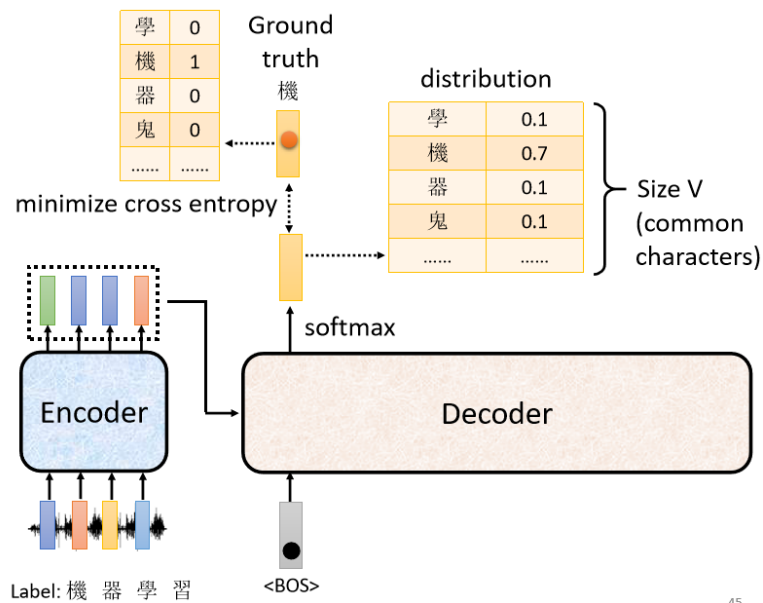 學 0
機 1
器 0
鬼 0
...... ......
Ground
truth
機
minimize cross entropy
distribution
學 0.1
機 0.7
器 0.1
鬼 0.1
...... ......
Size V
(common
characters)
softmax
Encoder
Decoder
Label: 機 器 學 習
<BOS>
45